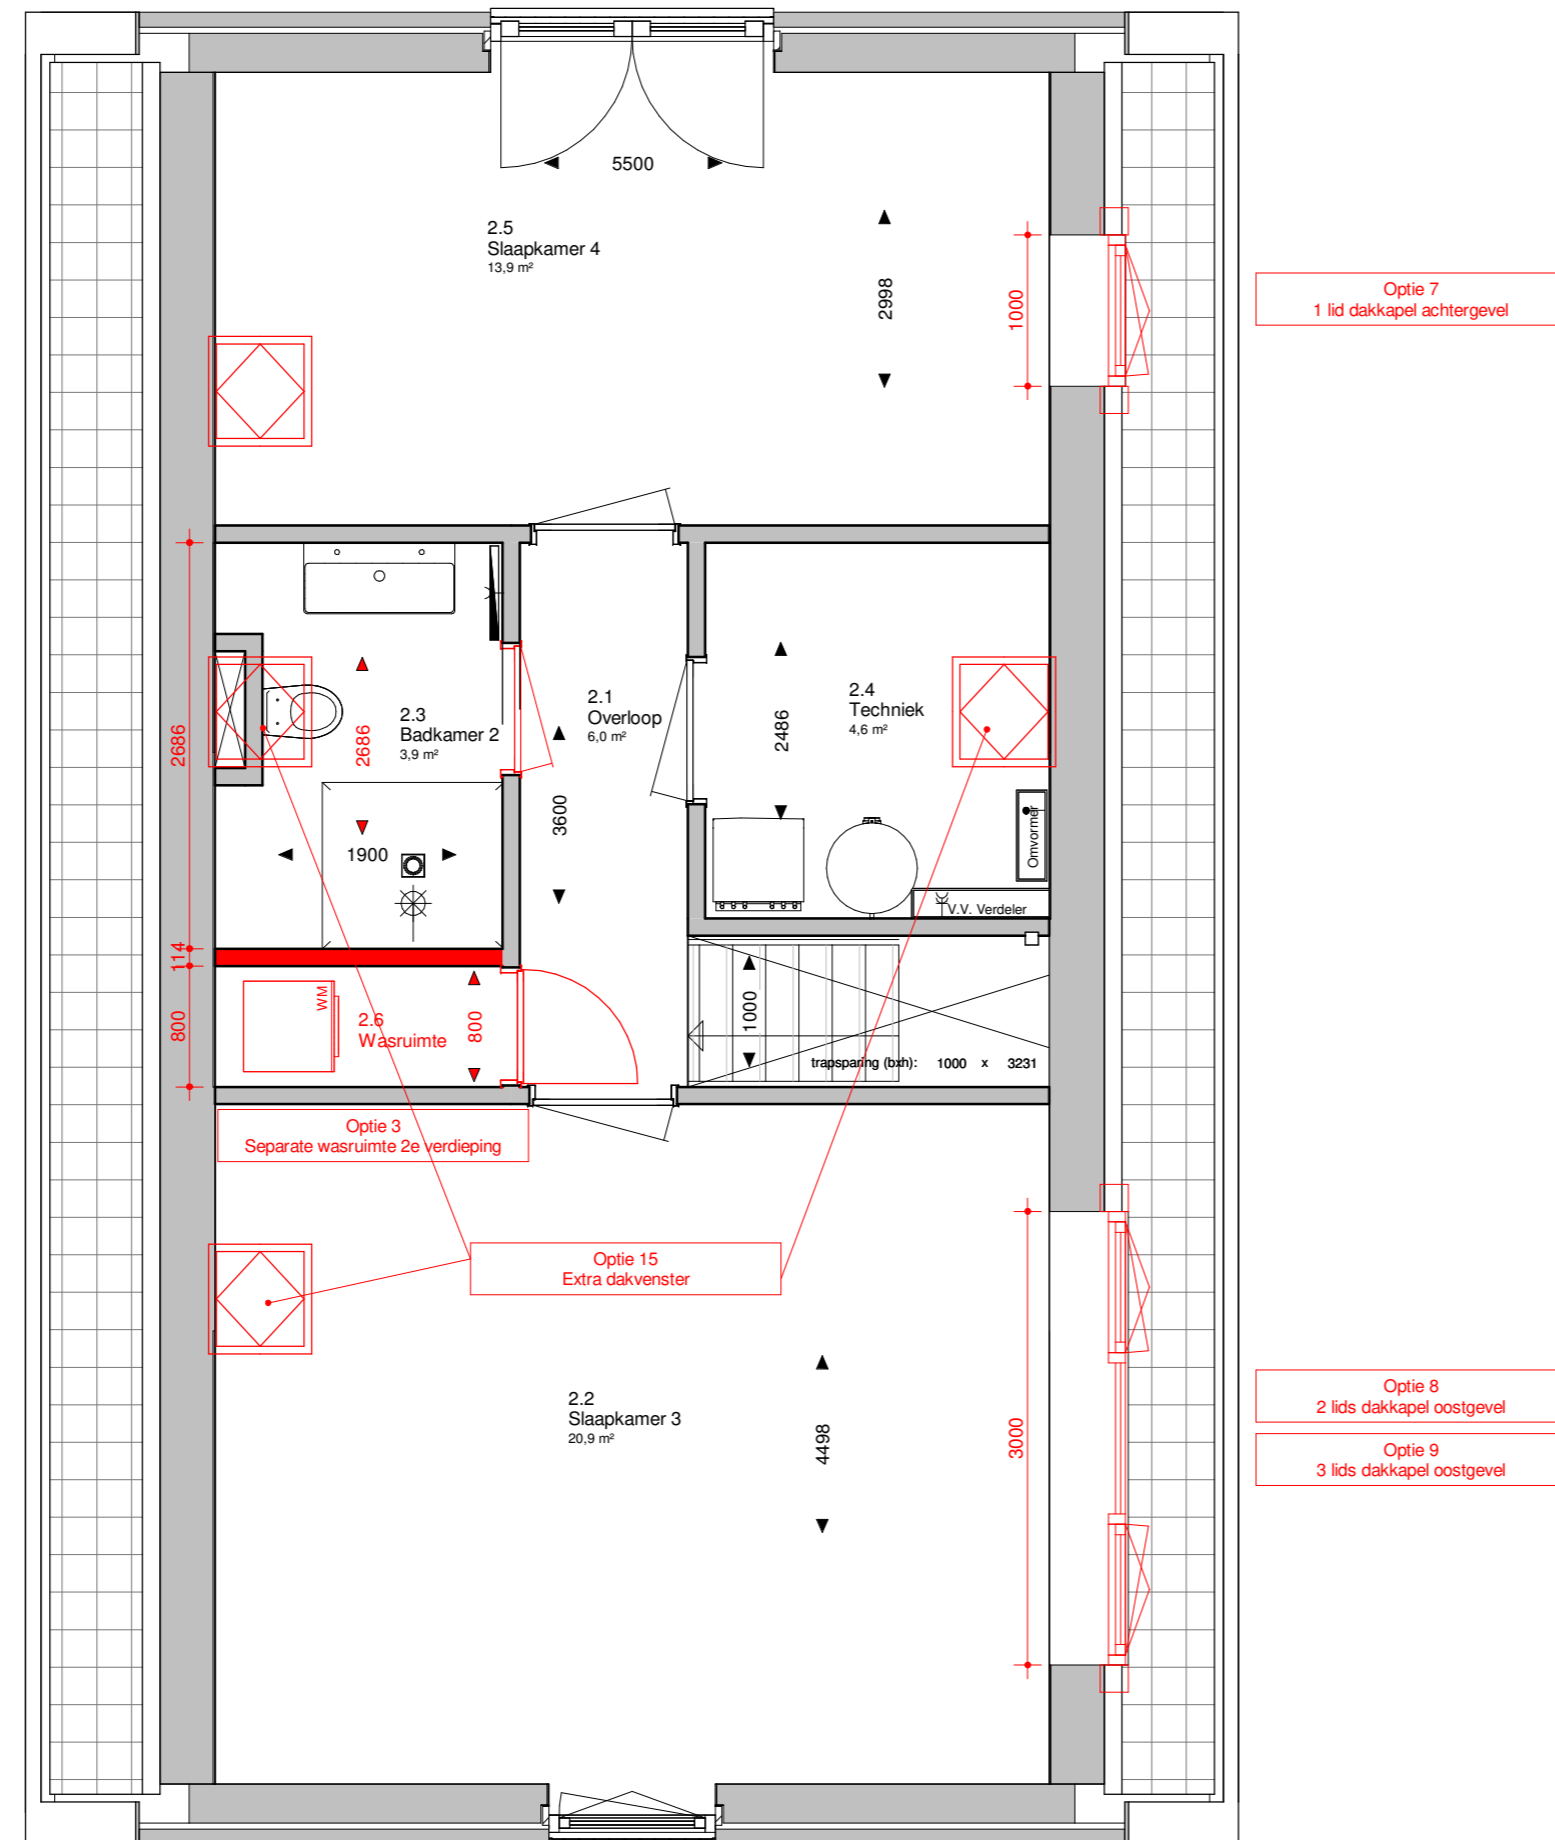 5500
2.5
Slaapkamer 4
13,9 m²
2998
1000
Optie 7
1 lid dakkapel achtergevel
2686
2686
2.3
Badkamer 2
3,9 m²
1900
2.1
Overloop
6,0 m²
3600
2486
2.4
Techniek
4,6 m²
Omvormer
V.V. Verdeler
114
800
WM
2.6
Wasruimte
800
1000
trapsparing (bxh): 1000 x 3231
Optie 3
Separate wasruimte 2e verdieping
Optie 15
Extra dakvenster
2.2
Slaapkamer 3
20,9 m²
4498
3000
Optie 8
2 lids dakkapel oostgevel
Optie 9
3 lids dakkapel oostgevel